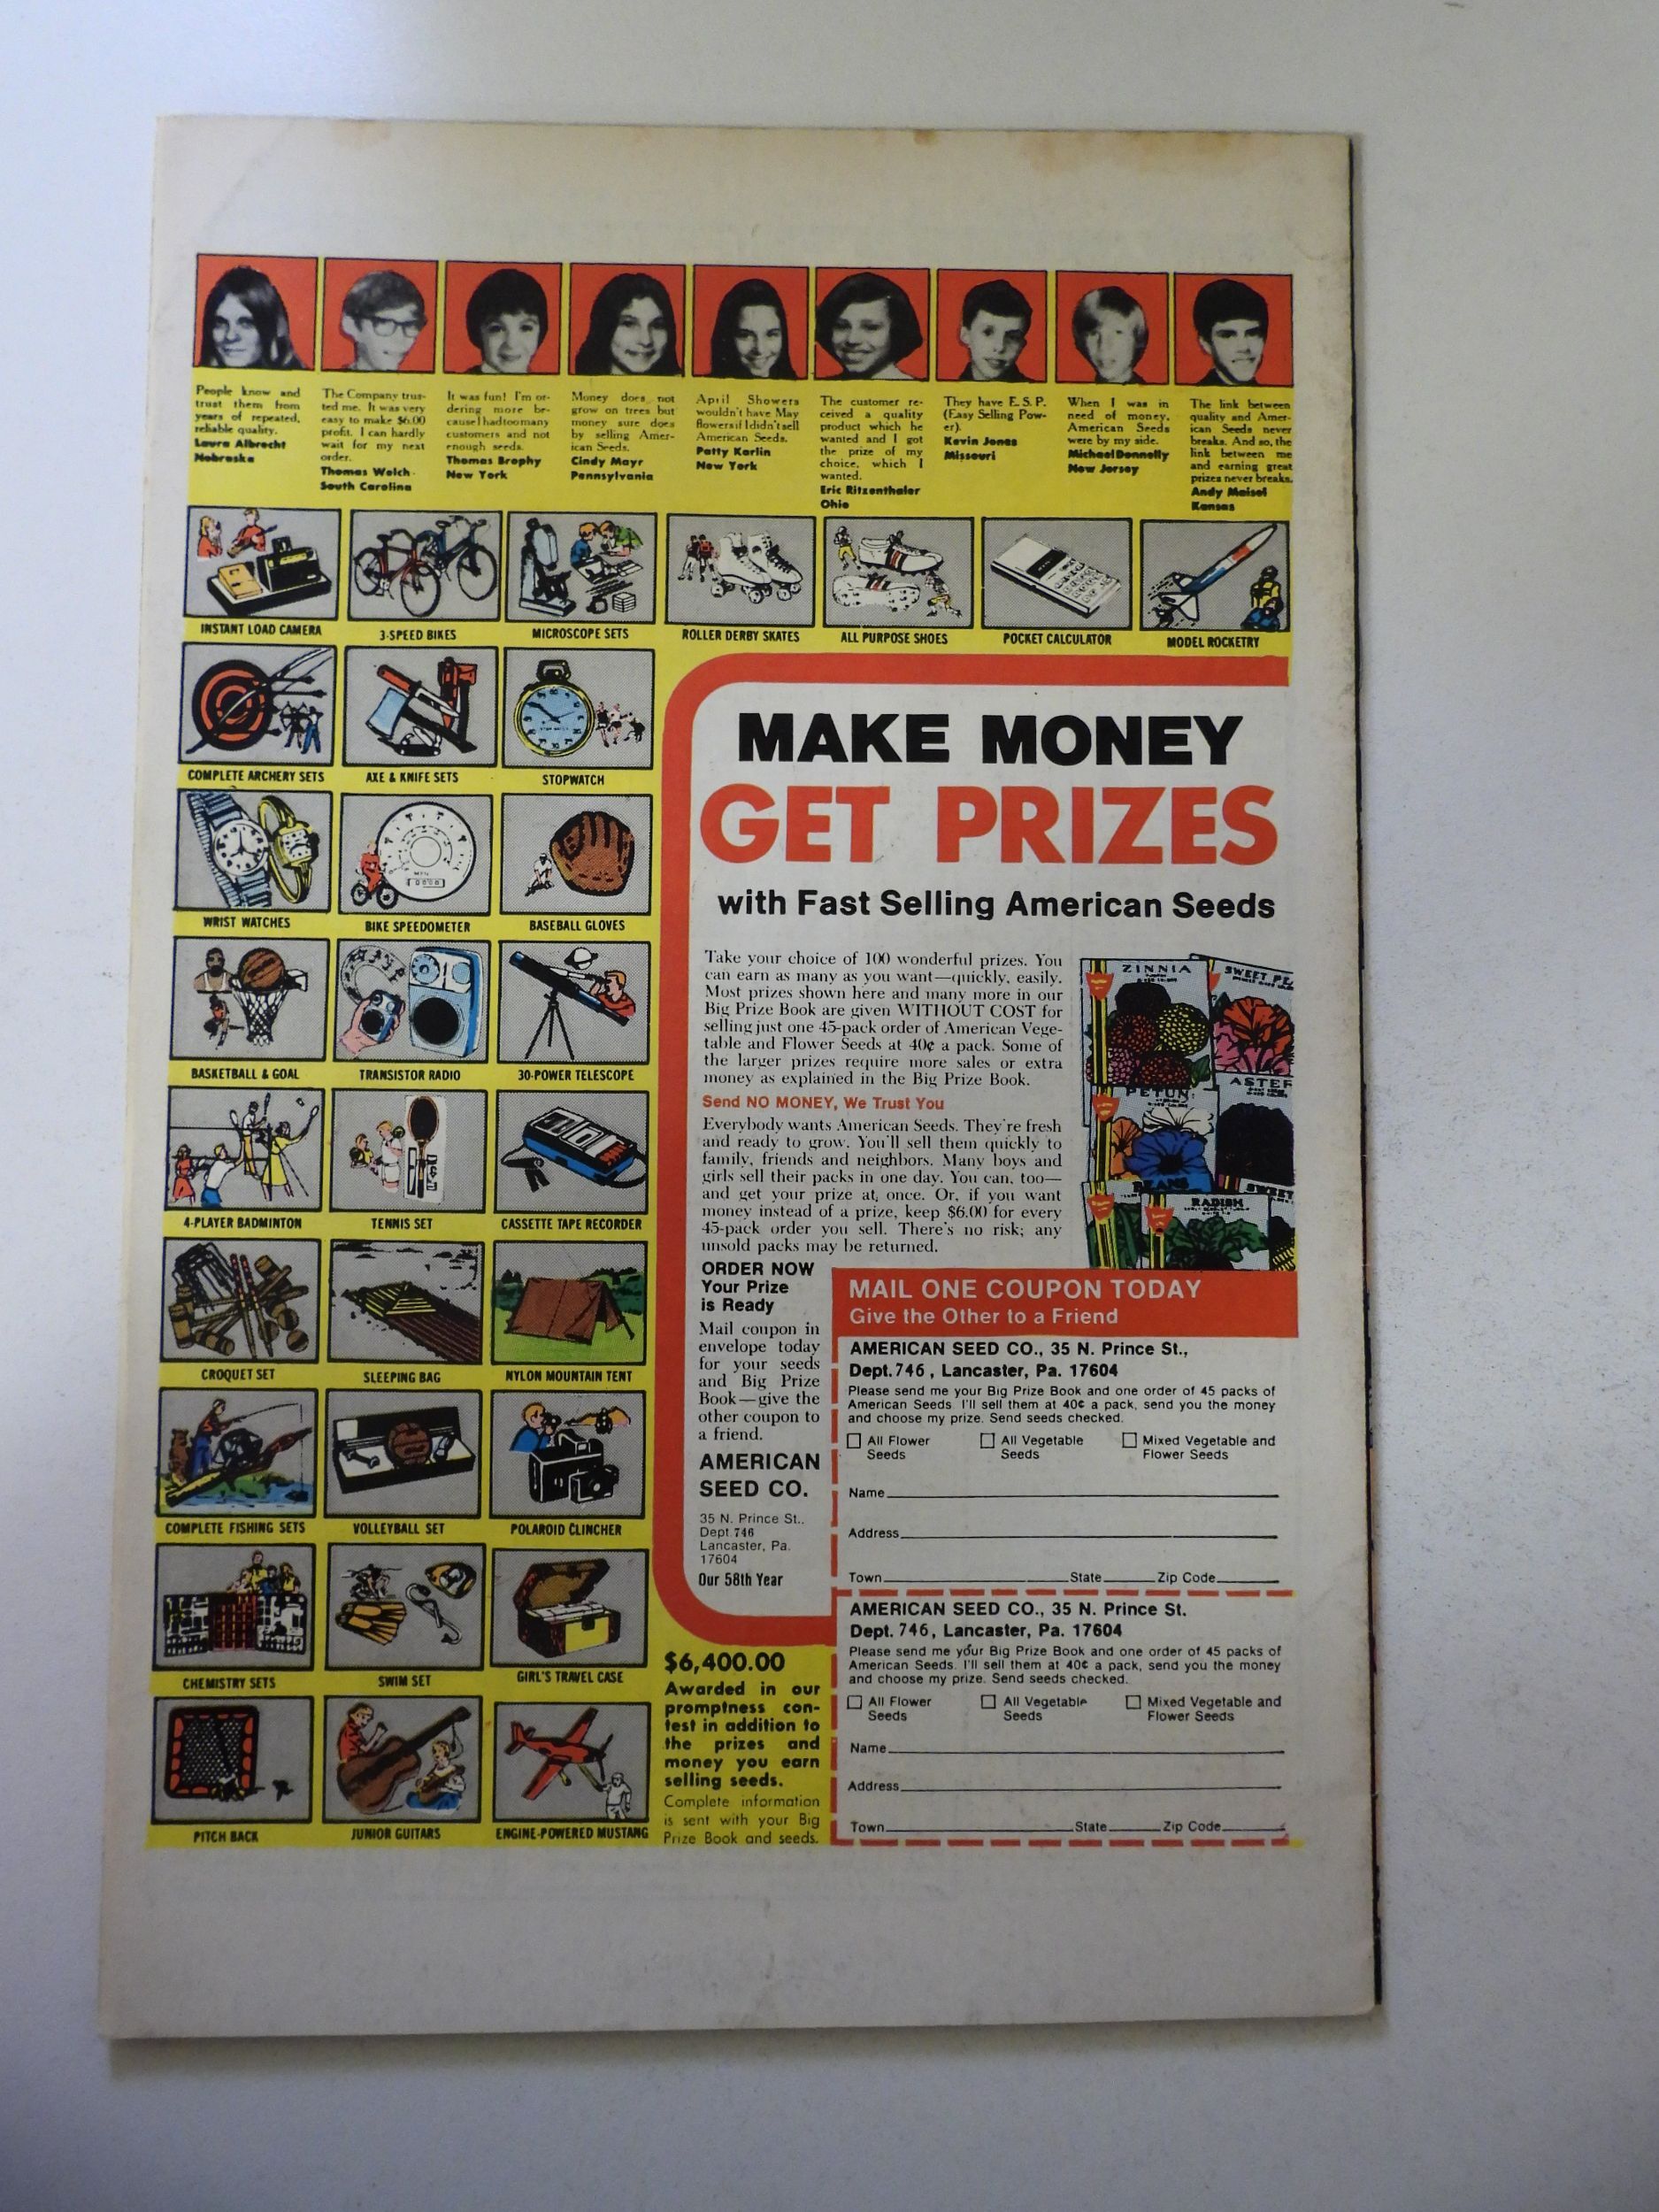 People know and
trust them from
years of repeated,
reliable quality.
Laura Albrecht
Nebraska
The Company trus-
ted me. It was very
easy to make $6.00
profit. I can hardly
wait for my next
order.
Thomas Welch
South Carolina
It was fun! I'm or-
dering more be-
cause I had too many
customers and not
enough seeds.
Thomas Brophy
New York
Money does not
grow on trees but
money sure does
by selling Amer-
ican Seeds.
Cindy Mayr
Pennsylvania
April Showers
wouldn't have May
flowers if I didn't sell
American Seeds.
Patty Karlin
New York
The customer re-
ceived a quality
product which he
wanted and I got
the prize of my
choice, which I
wanted.
Eric Ritzenthaler
Ohio
They have E. S. P.
(Easy Selling Pow-
er).
Kevin Jones
Missouri
When I was in
need of money,
American Seeds
were by my side.
Michael Donnelly
New Jersey
The link between
quality and Amer-
ican Seeds never
breaks. And so, the
link between me
and earning great
prizes never breaks.
Andy Maisel
Kansas
INSTANT LOAD CAMERA
3-SPEED BIKES
MICROSCOPE SETS
ROLLER DERBY SKATES
ALL PURPOSE SHOES
POCKET CALCULATOR
MODEL ROCKETRY
COMPLETE ARCHERY SETS
AXE & KNIFE SETS
STOPWATCH
WRIST WATCHES
BIKE SPEEDOMETER
BASEBALL GLOVES
BASKETBALL & GOAL
TRANSISTOR RADIO
30-POWER TELESCOPE
4-PLAYER BADMINTON
TENNIS SET
CASSETTE TAPE RECORDER
CROQUET SET
SLEEPING BAG
NYLON MOUNTAIN TENT
COMPLETE FISHING SETS
VOLLEYBALL SET
POLAROID CLINCHER
CHEMISTRY SETS
SWIM SET
GIRL'S TRAVEL CASE
PITCH BACK
JUNIOR GUITARS
ENGINE-POWERED MUSTANG
MAKE MONEY
GET PRIZES
with Fast Selling American Seeds
Take your choice of 100 wonderful prizes. You
can earn as many as you want—quickly, easily.
Most prizes shown here and many more in our
Big Prize Book are given WITHOUT COST for
selling just one 45-pack order of American Vege-
table and Flower Seeds at 40¢ a pack. Some of
the larger prizes require more sales or extra
money as explained in the Big Prize Book.
Send NO MONEY, We Trust You
Everybody wants American Seeds. They're fresh
and ready to grow. You'll sell them quickly to
family, friends and neighbors. Many boys and
girls sell their packs in one day. You can, too—
and get your prize at once. Or, if you want
money instead of a prize, keep $6.00 for every
45-pack order you sell. There's no risk; any
unsold packs may be returned.
ZINNIA
SWEET PE
PETUN
ASTER
BEANS
RADISH
SWEET
ORDER NOW
Your Prize
is Ready
Mail coupon in
envelope today
for your seeds
and Big Prize
Book—give the
other coupon to
a friend.
AMERICAN
SEED CO.
35 N. Prince St.,
Dept 746
Lancaster, Pa.
17604
Our 58th Year
$6,400.00
Awarded in our
promptness con-
test in addition to
the prizes and
money you earn
selling seeds.
Complete information
is sent with your Big
Prize Book and seeds.
MAIL ONE COUPON TODAY
Give the Other to a Friend
AMERICAN SEED CO., 35 N. Prince St.,
Dept. 746, Lancaster, Pa. 17604
Please send me your Big Prize Book and one order of 45 packs of
American Seeds. I'll sell them at 40¢ a pack, send you the money
and choose my prize. Send seeds checked.
All Flower Seeds
All Vegetable Seeds
Mixed Vegetable and Flower Seeds
Name
Address
Town State Zip Code
AMERICAN SEED CO., 35 N. Prince St.
Dept. 746, Lancaster, Pa. 17604
Please send me your Big Prize Book and one order of 45 packs of
American Seeds. I'll sell them at 40¢ a pack, send you the money
and choose my prize. Send seeds checked.
All Flower Seeds
All Vegetable Seeds
Mixed Vegetable and Flower Seeds
Name
Address
Town State Zip Code